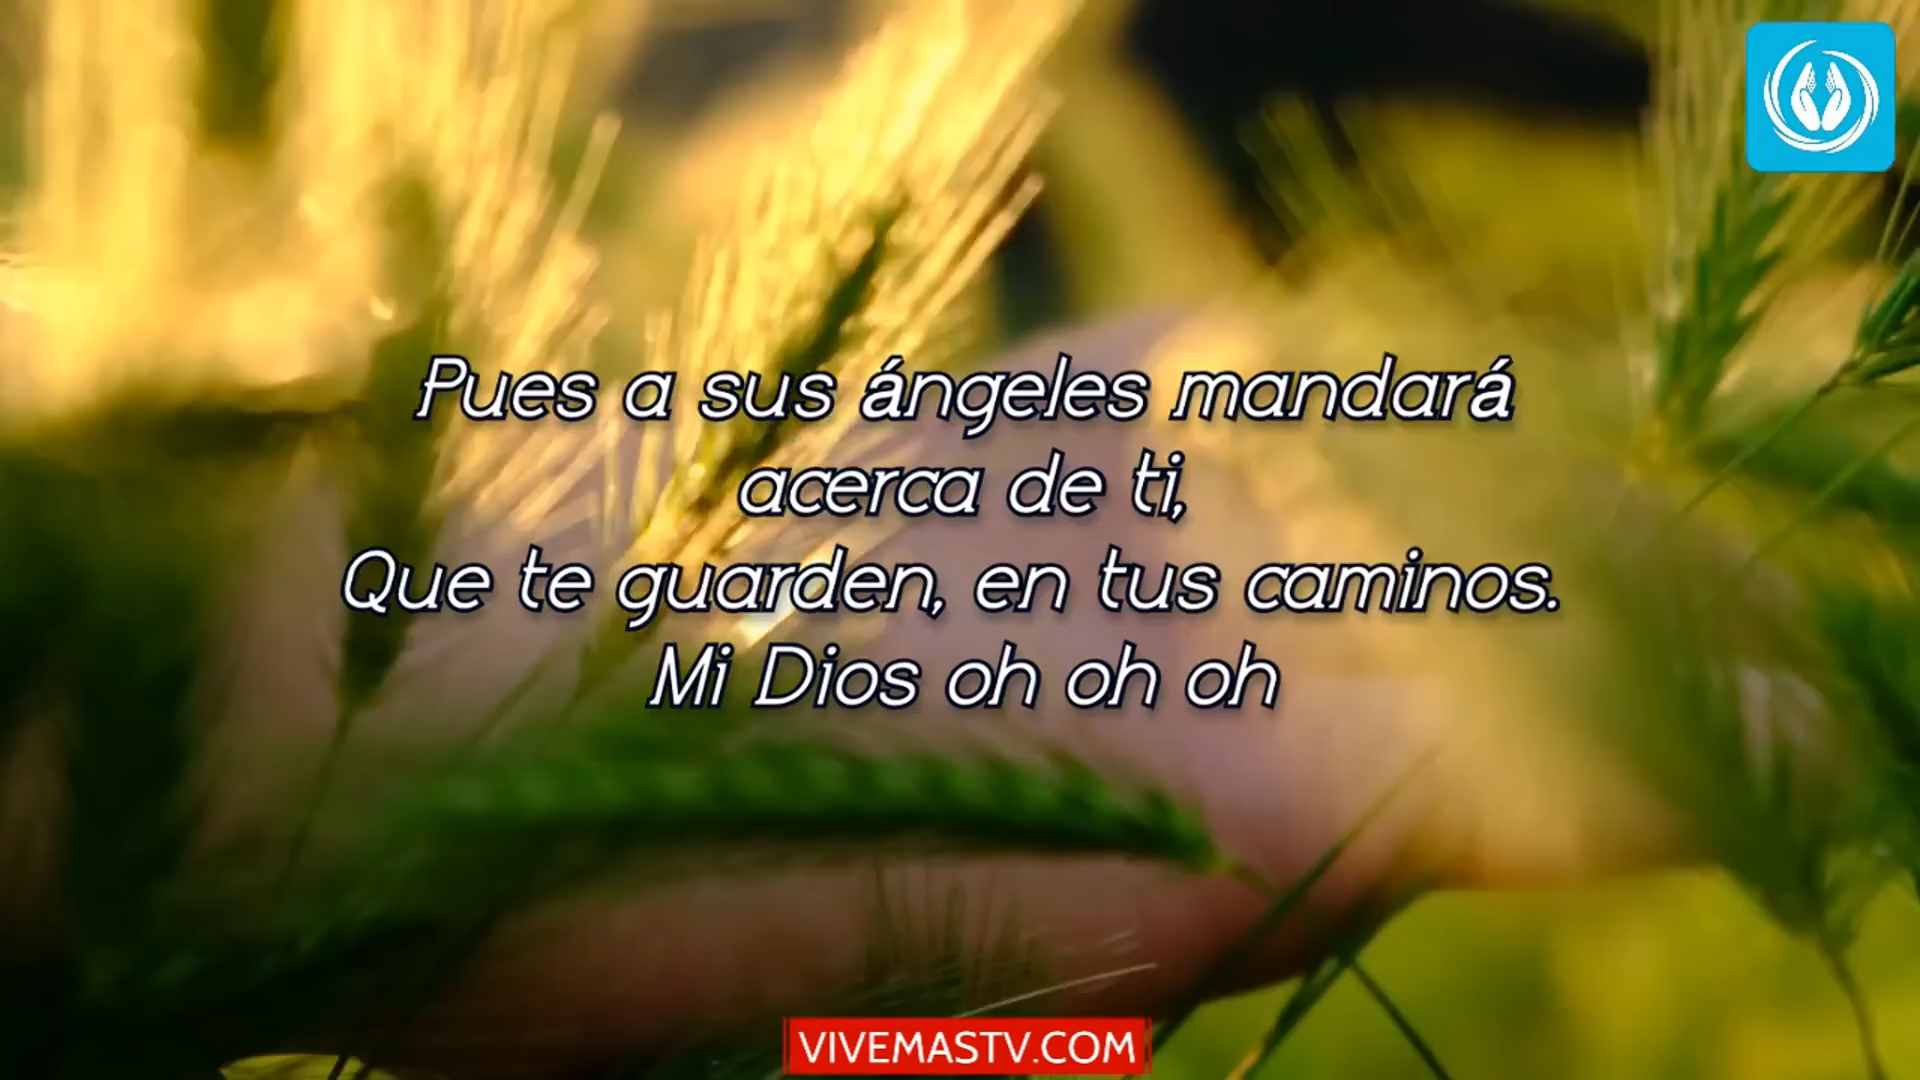 Pues a sus ángeles mandará
acerca de ti,
Que te guarden, en tus caminos.
Mi Dios oh oh oh
VIVEMASTV.COM